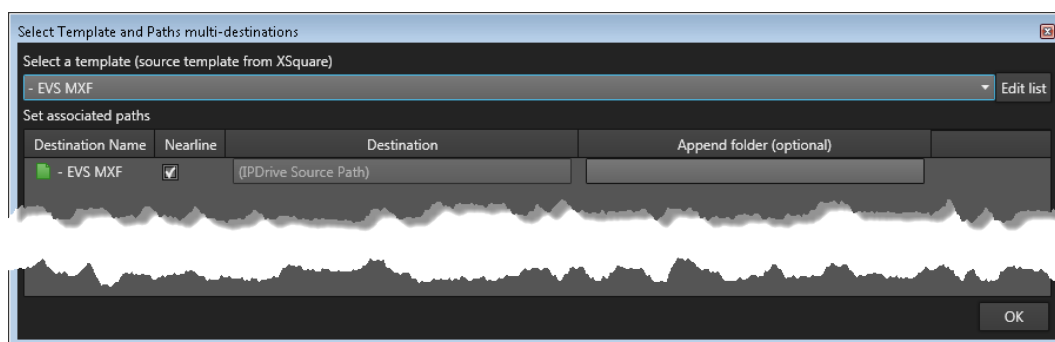 Select Template and Paths multi-destinations
Select a template (source template from XSquare)
- EVS MXF Edit list
Set associated paths
Destination Name Nearline Destination Append folder (optional)
- EVS MXF (IPDrive Source Path)
OK